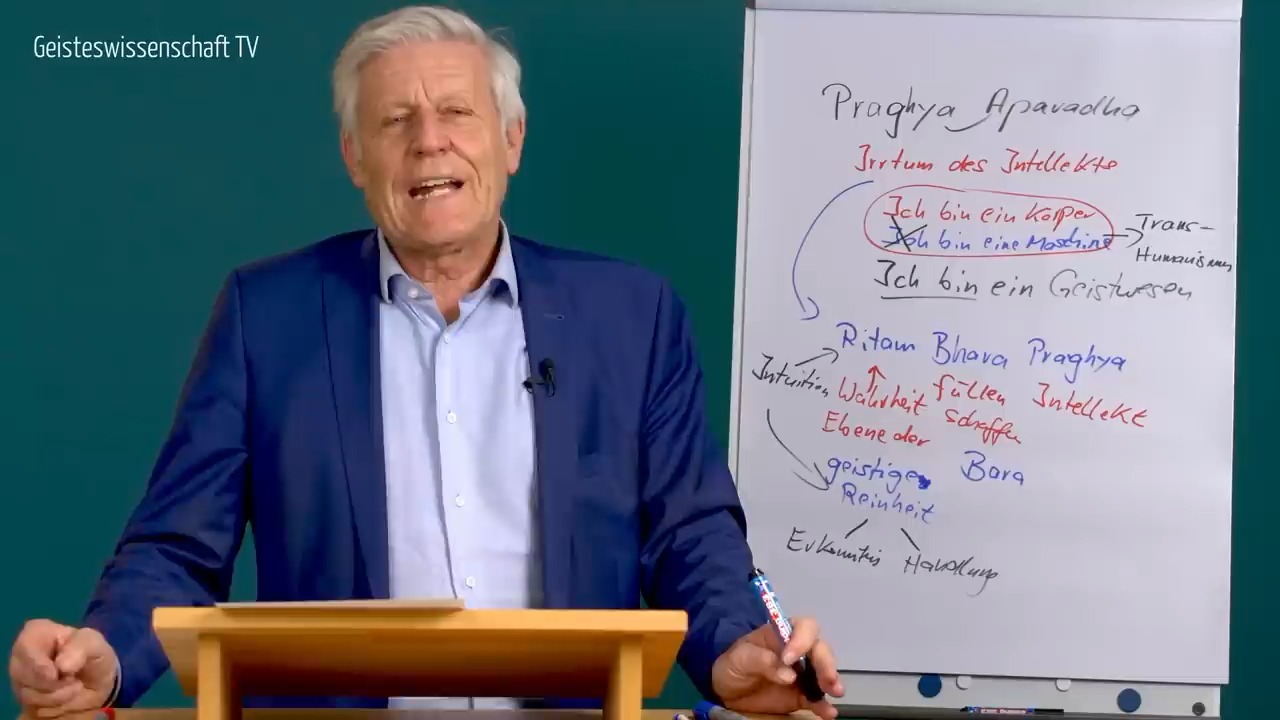 Geisteswissenschaft TV
Praghya Aparadha
Irrtum des Intellekts
Ich bin ein Körper
Ich bin eine Maschine
Trans-
Humanismus
Ich bin ein Geistwesen
Ritam Bhara Praghya
Intuition
Wahrheit füllen Intellekt
Ebene der schaffen
geistigen Bara
Reinheit
Erkenntnis Handlung